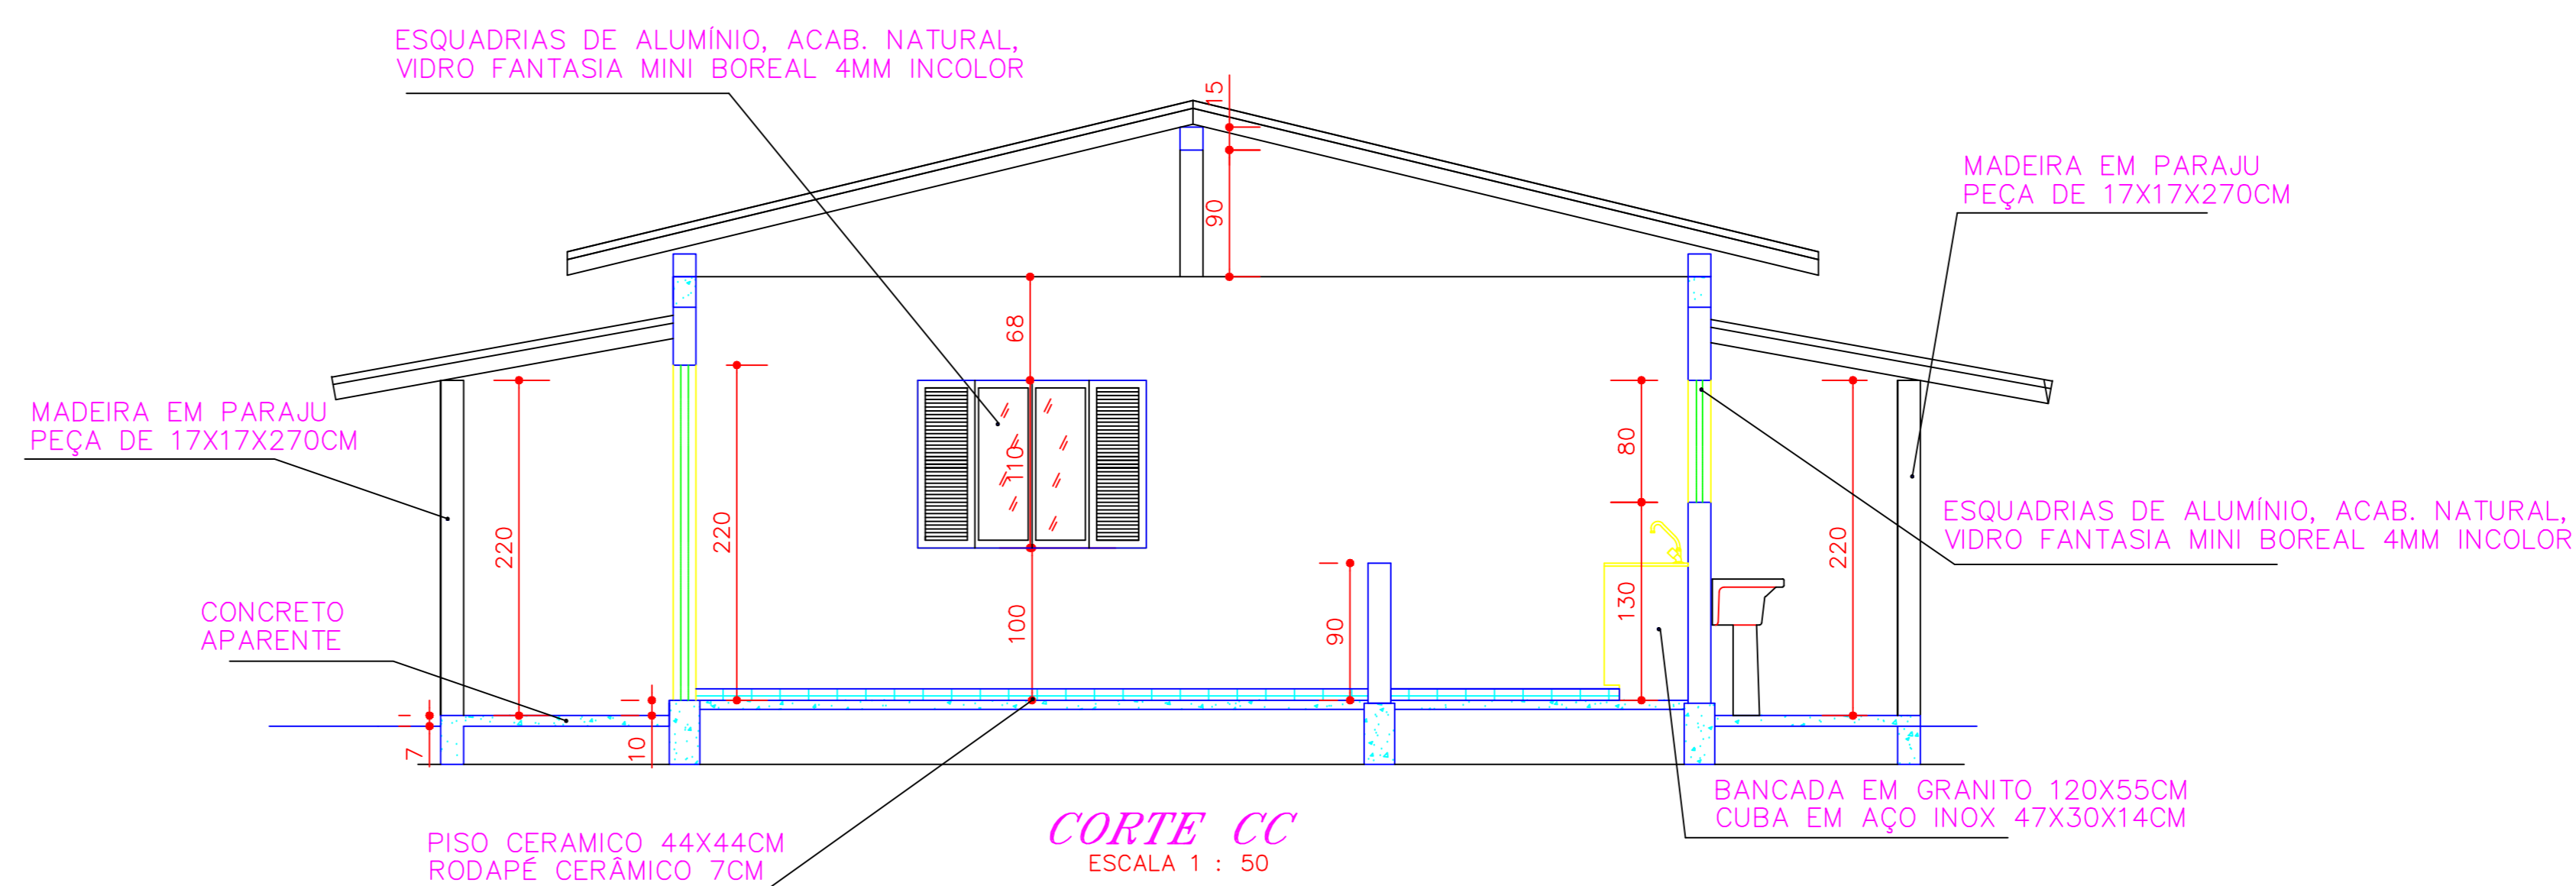 ESQUADRIAS DE ALUMÍNIO, ACAB. NATURAL,
VIDRO FANTASIA MINI BOREAL 4MM INCOLOR
15
90
MADEIRA EM PARAJU
PEÇA DE 17X17X270CM
68
MADEIRA EM PARAJU
PEÇA DE 17X17X270CM
220
220
110
80
220
ESQUADRIAS DE ALUMÍNIO, ACAB. NATURAL,
VIDRO FANTASIA MINI BOREAL 4MM INCOLOR
CONCRETO
APARENTE
100
90
130
7
10
BANCADA EM GRANITO 120X55CM
CUBA EM AÇO INOX 47X30X14CM
PISO CERAMICO 44X44CM
RODAPÉ CERÂMICO 7CM
CORTE CC
ESCALA 1 : 50